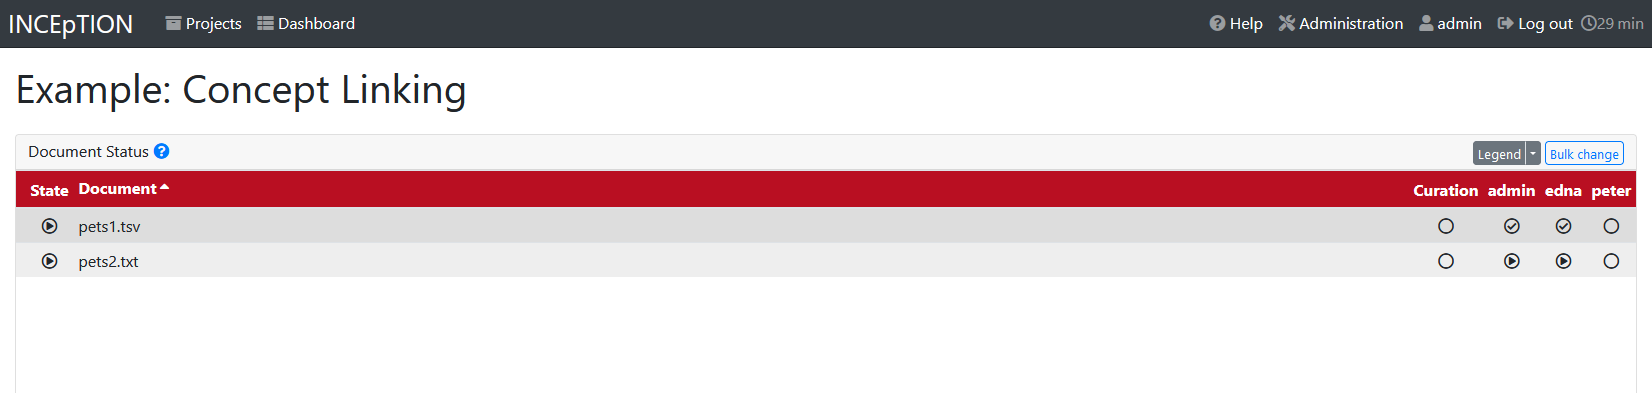 INCEpTION Projects Dashboard Help Administration admin Log out 29 min
Example: Concept Linking
Document Status Legend Bulk change
State Document Curation admin edna peter
pets1.tsv
pets2.txt